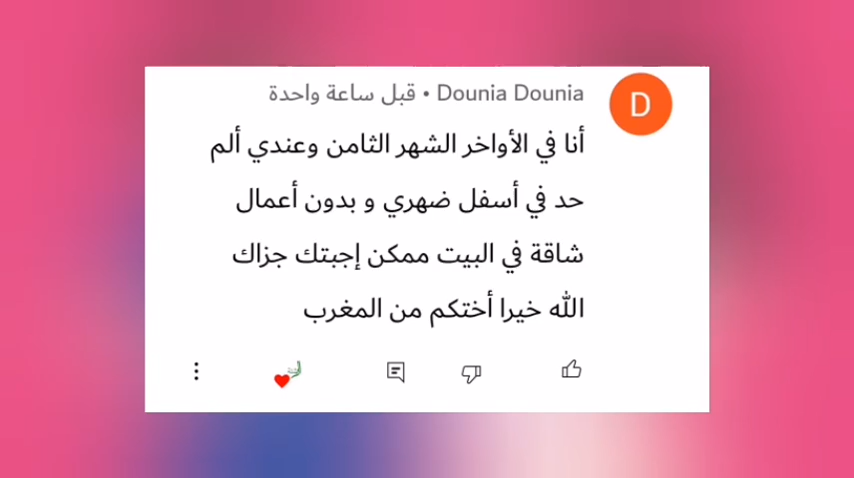 Dounia Dounia • قبل ساعة واحدة
D
أنا في الأواخر الشهر الثامن وعندي ألم
حد في أسفل ضهري و بدون أعمال
شاقة في البيت ممكن إجبتك جزاك
الله خيرا أختكم من المغرب